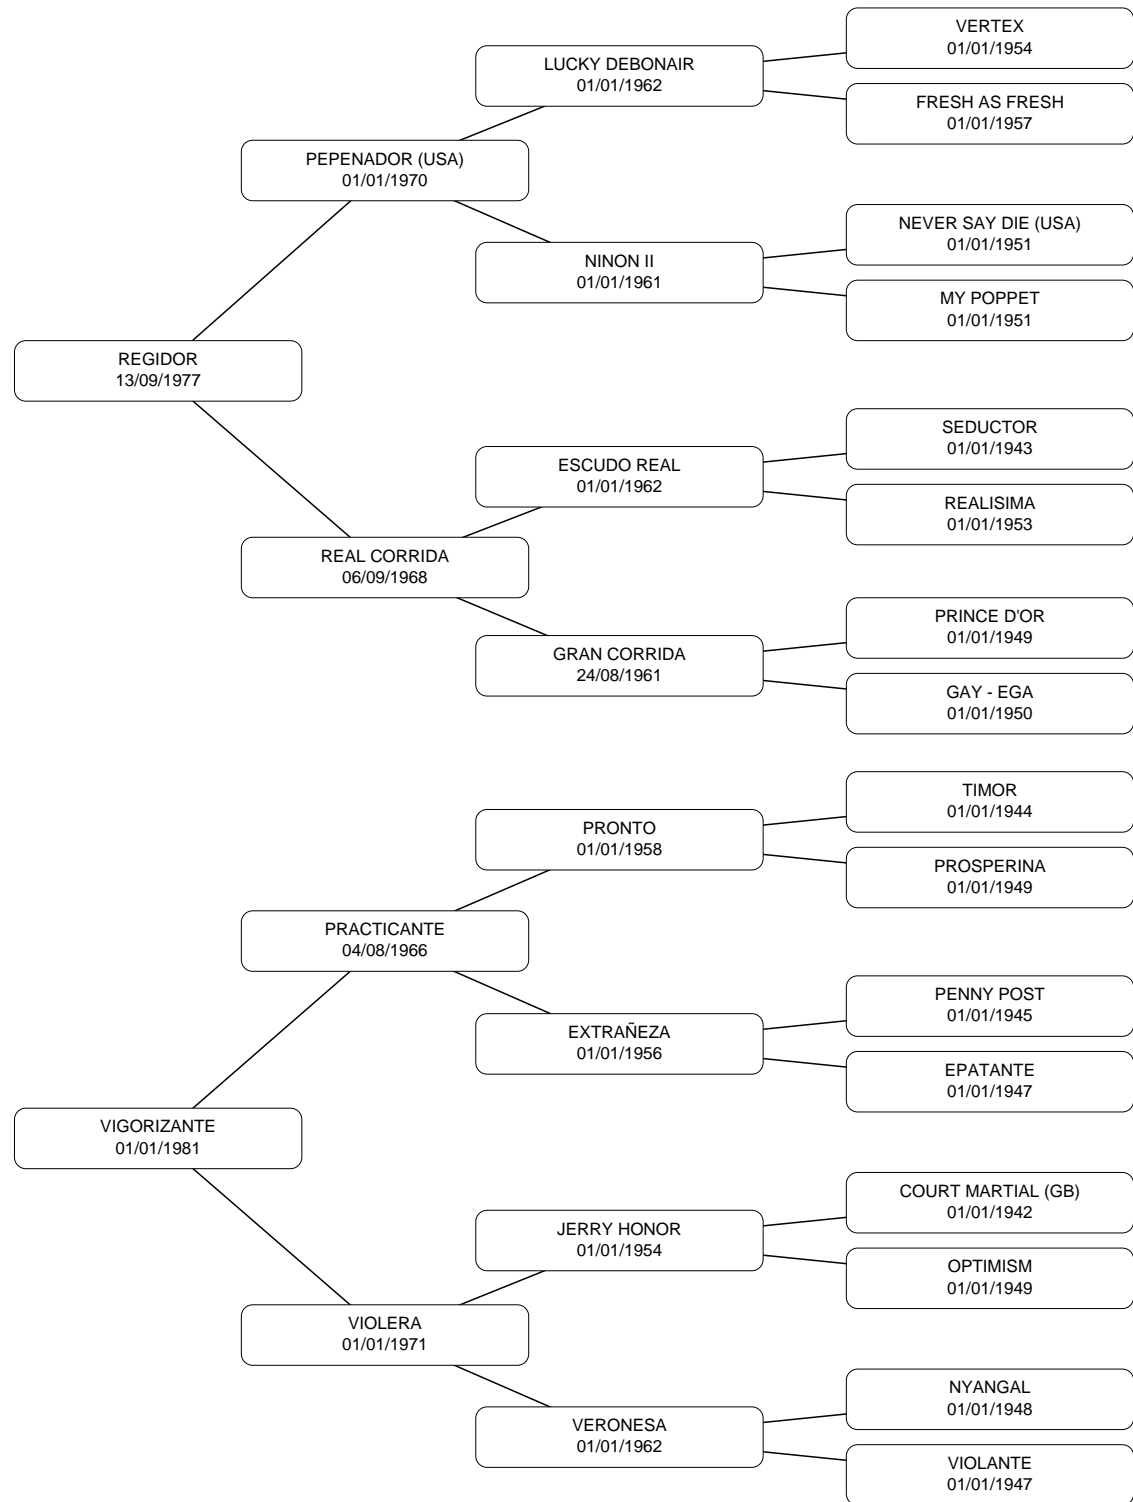 VERTEX
01/01/1954
LUCKY DEBONAIR
01/01/1962
FRESH AS FRESH
01/01/1957
PEPENADOR (USA)
01/01/1970
NEVER SAY DIE (USA)
01/01/1951
NINON II
01/01/1961
MY POPPET
01/01/1951
REGIDOR
13/09/1977
SEDUCTOR
01/01/1943
ESCUDO REAL
01/01/1962
REALISIMA
01/01/1953
REAL CORRIDA
06/09/1968
PRINCE D'OR
01/01/1949
GRAN CORRIDA
24/08/1961
GAY - EGA
01/01/1950
TIMOR
01/01/1944
PRONTO
01/01/1958
PROSPERINA
01/01/1949
PRACTICANTE
04/08/1966
PENNY POST
01/01/1945
EXTRAÑEZA
01/01/1956
EPATANTE
01/01/1947
VIGORIZANTE
01/01/1981
COURT MARTIAL (GB)
01/01/1942
JERRY HONOR
01/01/1954
OPTIMISM
01/01/1949
VIOLERA
01/01/1971
NYANGAL
01/01/1948
VERONESA
01/01/1962
VIOLANTE
01/01/1947